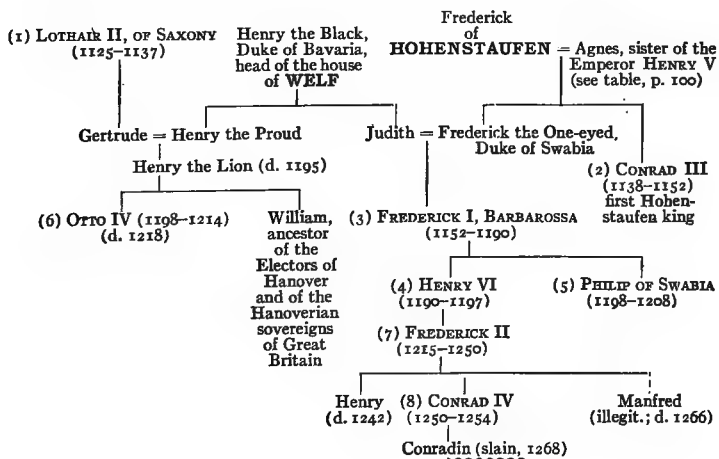 (1) LOTHAIR II, OF SAXONY
(1125–1137)
Henry the Black,
Duke of Bavaria,
head of the house
of WELF
Frederick
of
HOHENSTAUFEN = Agnes, sister of the
Emperor HENRY V
(see table, p. 100)
Gertrude = Henry the Proud
Judith = Frederick the One-eyed,
Duke of Swabia
Henry the Lion (d. 1195)
(2) CONRAD III
(1138–1152)
first Hohen-
staufen king
(6) OTTO IV (1198–1214)
(d. 1218)
William,
ancestor
of the
Electors of
Hanover
and of the
Hanoverian
sovereigns
of Great
Britain
(3) FREDERICK I, BARBAROSSA
(1152–1190)
(4) HENRY VI
(1190–1197)
(5) PHILIP OF SWABIA
(1198–1208)
(7) FREDERICK II
(1215–1250)
Henry
(d. 1242)
(8) CONRAD IV
(1250–1254)
Manfred
(illegit.; d. 1266)
Conradin (slain, 1268)